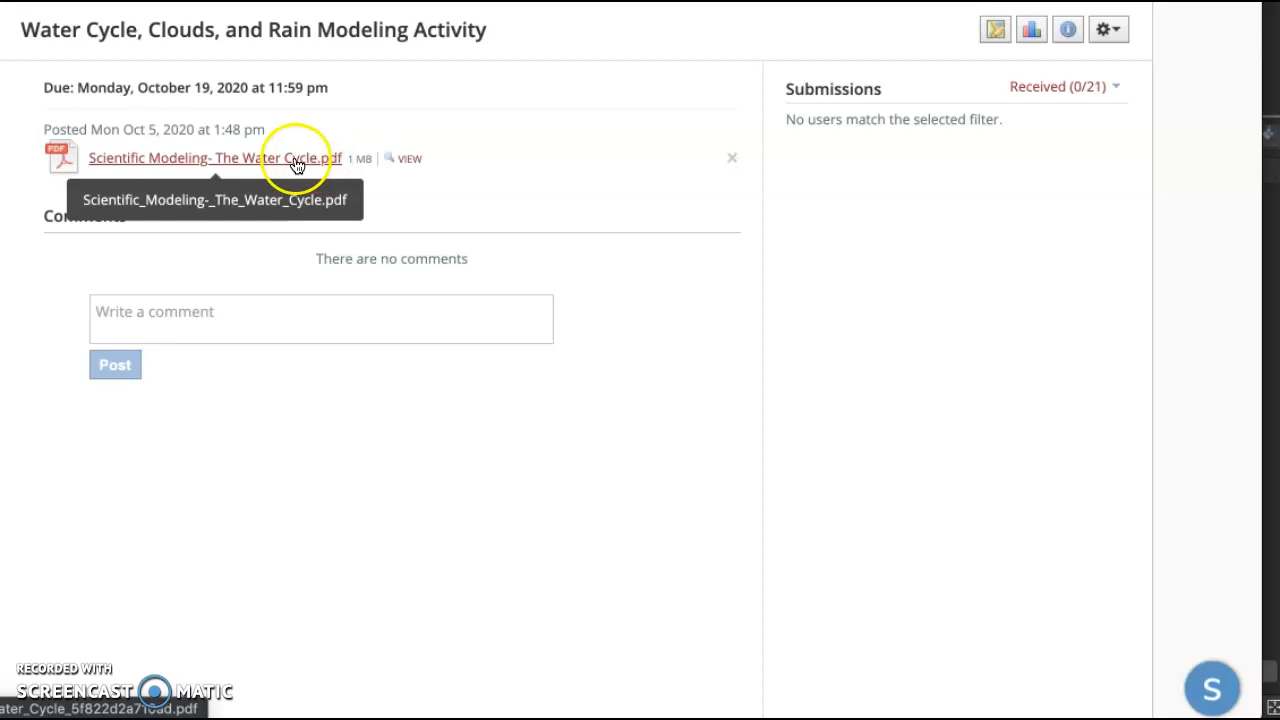 Water Cycle, Clouds, and Rain Modeling Activity
Due: Monday, October 19, 2020 at 11:59 pm
Submissions
Received (0/21)
No users match the selected filter.
Posted Mon Oct 5, 2020 at 1:48 pm
PDF
Scientific Modeling- The Water Cycle.pdf 1 MB VIEW
Scientific_Modeling-_The_Water_Cycle.pdf
Comments
There are no comments
Write a comment
Post
RECORDED WITH
SCREENCAST MATIC
S